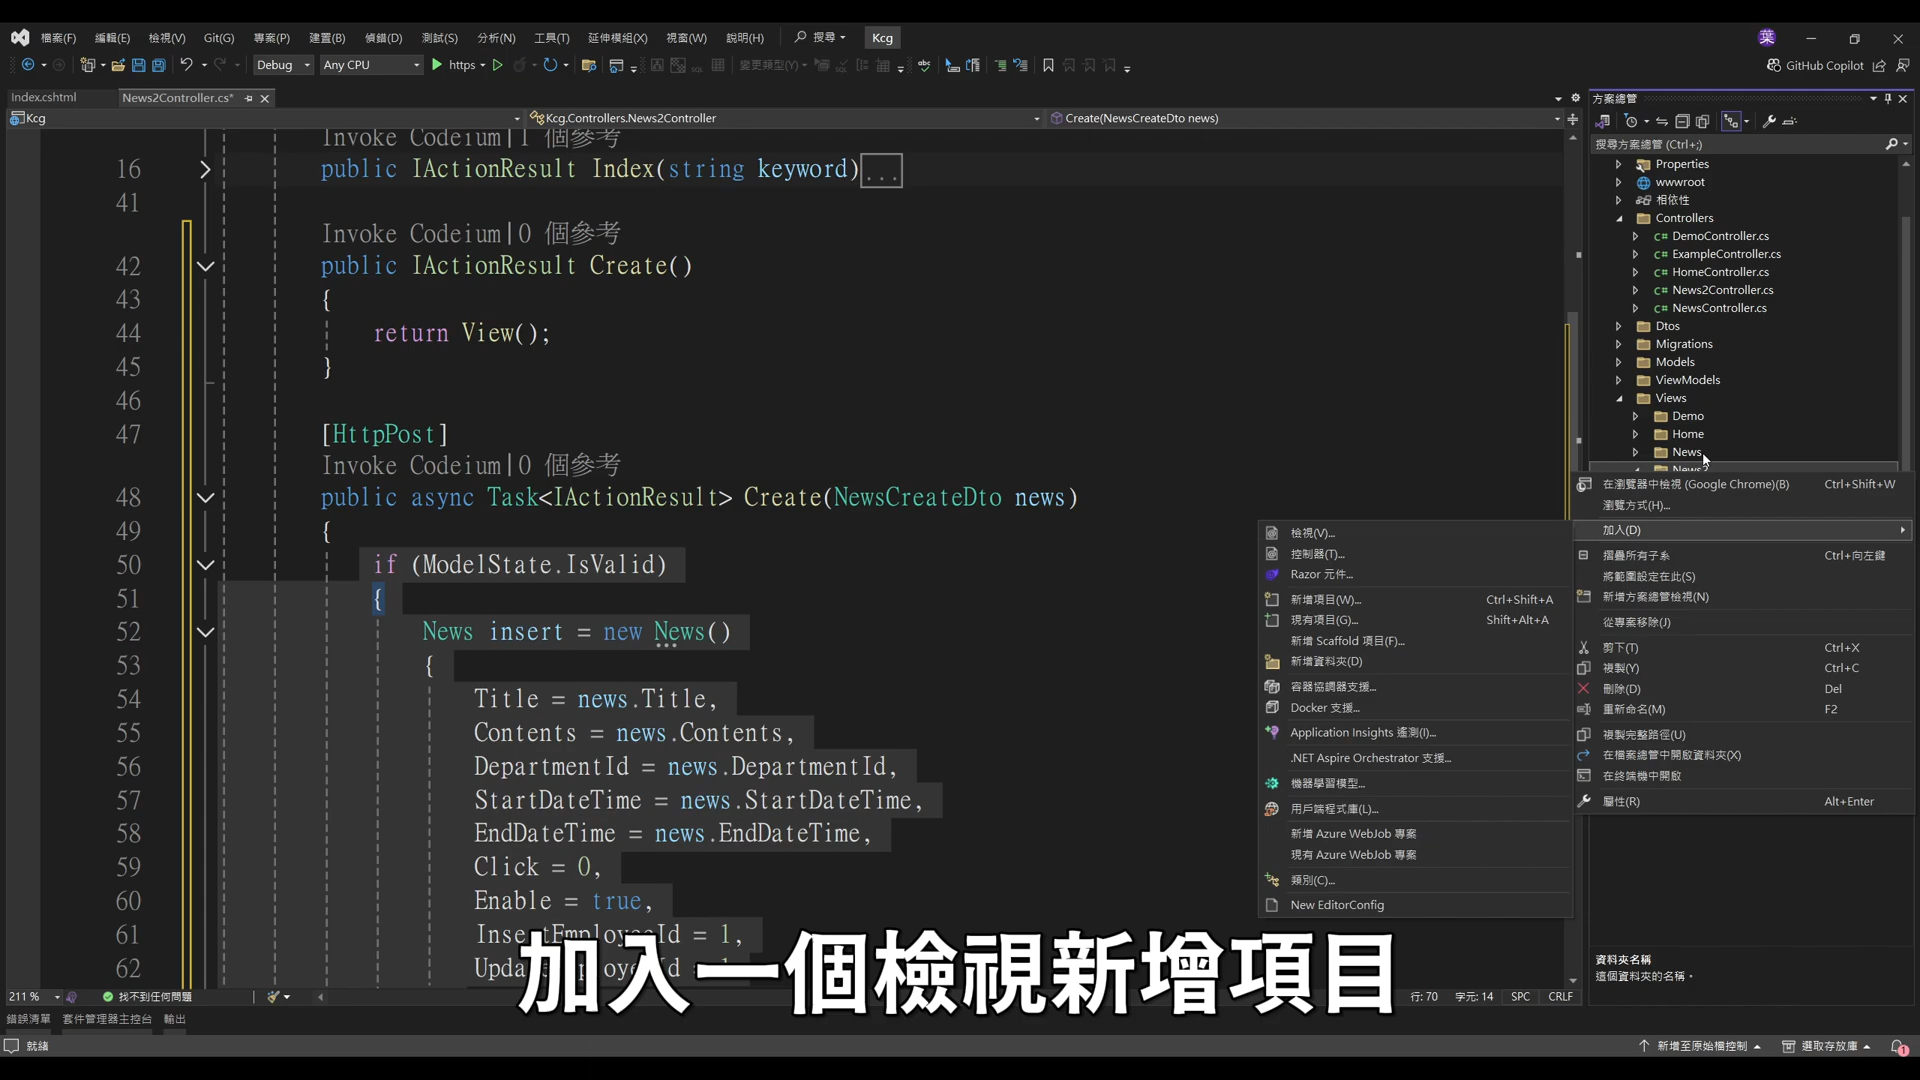 檔案(F) 編輯(E) 檢視(V) Git(G) 專案(P) 建置(B) 偵錯(D) 測試(S) 分析(N) 工具(T) 延伸模組(X) 視窗(W) 說明(H) 搜尋 Kcg 葉
Debug Any CPU https 變更類型(Y) GitHub Copilot
Index.cshtml News2Controller.cs*
Kcg Kcg.Controllers.News2Controller Create(NewsCreateDto news)
Invoke Codeium|1 個參考
16 public IActionResult Index(string keyword)...
41
Invoke Codeium|0 個參考
42 public IActionResult Create()
43 {
44 return View();
45 }
46
47 [HttpPost]
Invoke Codeium|0 個參考
48 public async Task<IActionResult> Create(NewsCreateDto news)
49 {
50 if (ModelState.IsValid)
51 {
52 News insert = new News()
53 {
54 Title = news.Title,
55 Contents = news.Contents,
56 DepartmentId = news.DepartmentId,
57 StartDateTime = news.StartDateTime,
58 EndDateTime = news.EndDateTime,
59 Click = 0,
60 Enable = true,
61 InsertEmployeeId = 1,
62
方案總管
搜尋方案總管 (Ctrl+;)
Properties
wwwroot
相依性
Controllers
C# DemoController.cs
C# ExampleController.cs
C# HomeController.cs
C# News2Controller.cs
C# NewsController.cs
Dtos
Migrations
Models
ViewModels
Views
Demo
Home
News
News2
在瀏覽器中檢視 (Google Chrome)(B) Ctrl+Shift+W
瀏覽方式(H)...
加入(D)
摺疊所有子系 Ctrl+向左鍵
將範圍設定在此(S)
新增方案總管檢視(N)
從專案移除(J)
剪下(T) Ctrl+X
複製(Y) Ctrl+C
刪除(D) Del
重新命名(M) F2
複製完整路徑(U)
在檔案總管中開啟資料夾(X)
在終端機中開啟
屬性(R) Alt+Enter
檢視(V)...
控制器(T)...
Razor 元件...
新增項目(W)... Ctrl+Shift+A
現有項目(G)... Shift+Alt+A
新增 Scaffold 項目(F)...
新增資料夾(D)
容器協調器支援...
Docker 支援...
Application Insights 遙測(I)...
.NET Aspire Orchestrator 支援...
機器學習模型...
用戶端程式庫(L)...
新增 Azure WebJob 專案
現有 Azure WebJob 專案
類別(C)...
New EditorConfig
資料夾名稱
這個資料夾的名稱。
加入一個檢視新增項目
211 % 找不到任何問題 行: 70 字元: 14 SPC CRLF
錯誤清單 套件管理器主控台 輸出
就緒 新增至原始檔控制 選取存放庫 1